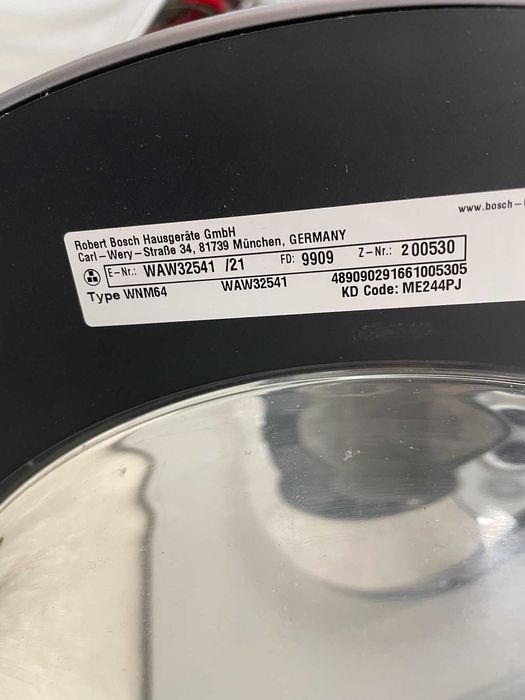 www.bosch-
Robert Bosch Hausgeräte GmbH
Carl-Wery-Straße 34, 81739 München, GERMANY
E-Nr.: WAW32541 /21 FD: 9909 Z-Nr.: 200530
Type WNM64 WAW32541 489090291661005305
KD Code: ME244PJ